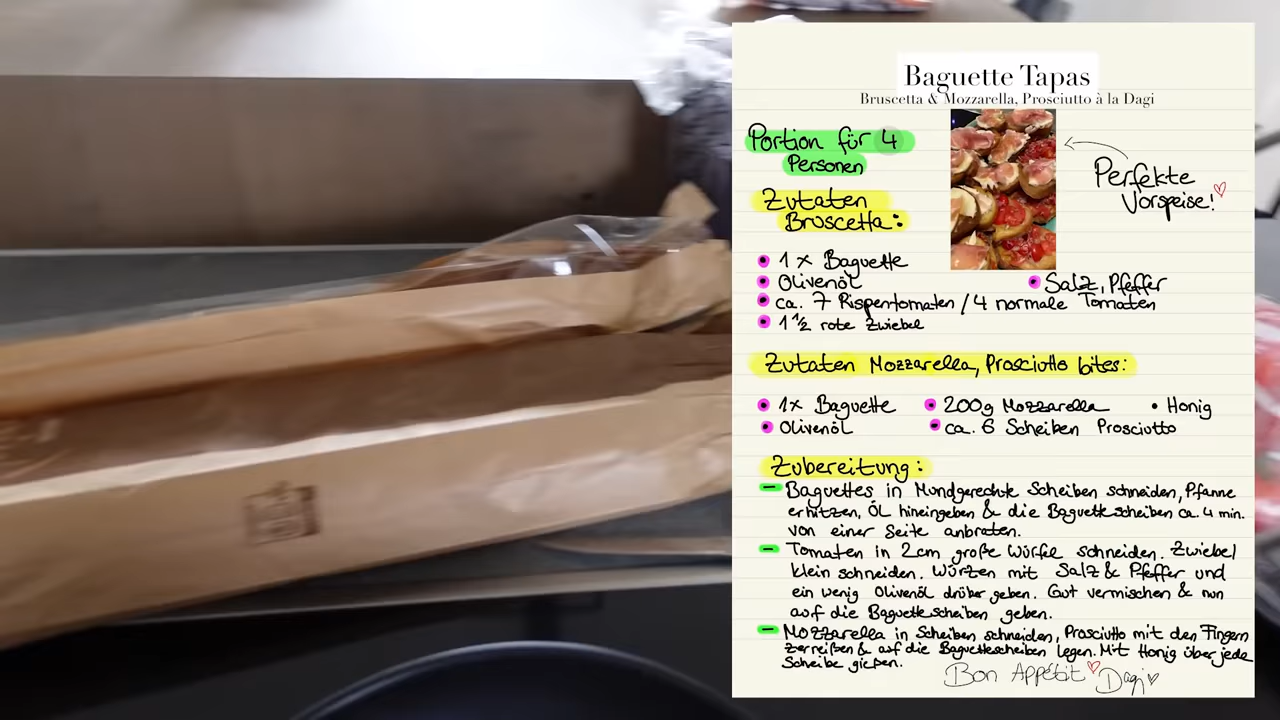 Baguette Tapas
Bruscetta & Mozzarella, Prosciutto à la Dagi
Portion für 4
Personen
Perfekte
Vorspeise!
Zutaten
Bruscetta:
1x Baguette
Olivenöl
Salz, Pfeffer
ca. 7 Rispentomaten / 4 normale Tomaten
1 1/2 rote Zwiebel
Zutaten Mozzarella, Prosciutto bites:
1x Baguette
200g Mozzarella
Honig
Olivenöl
ca. 6 Scheiben Prosciutto
Zubereitung:
Baguettes in Mundgerechte Scheiben schneiden, Pfanne
erhitzen, ÖL hineingeben & die Baguettescheiben ca. 4 min.
von einer Seite anbraten.
Tomaten in 2cm große Würfel schneiden. Zwiebel
klein schneiden. Würzen mit Salz & Pfeffer und
ein wenig Olivenöl drüber geben. Gut vermischen & nun
auf die Baguettescheiben geben.
Mozzarella in Scheiben schneiden, Prosciutto mit den Fingern
zerreißen & auf die Baguettescheiben legen. Mit Honig über jede
Scheibe gießen.
Bon Appétit Dagi